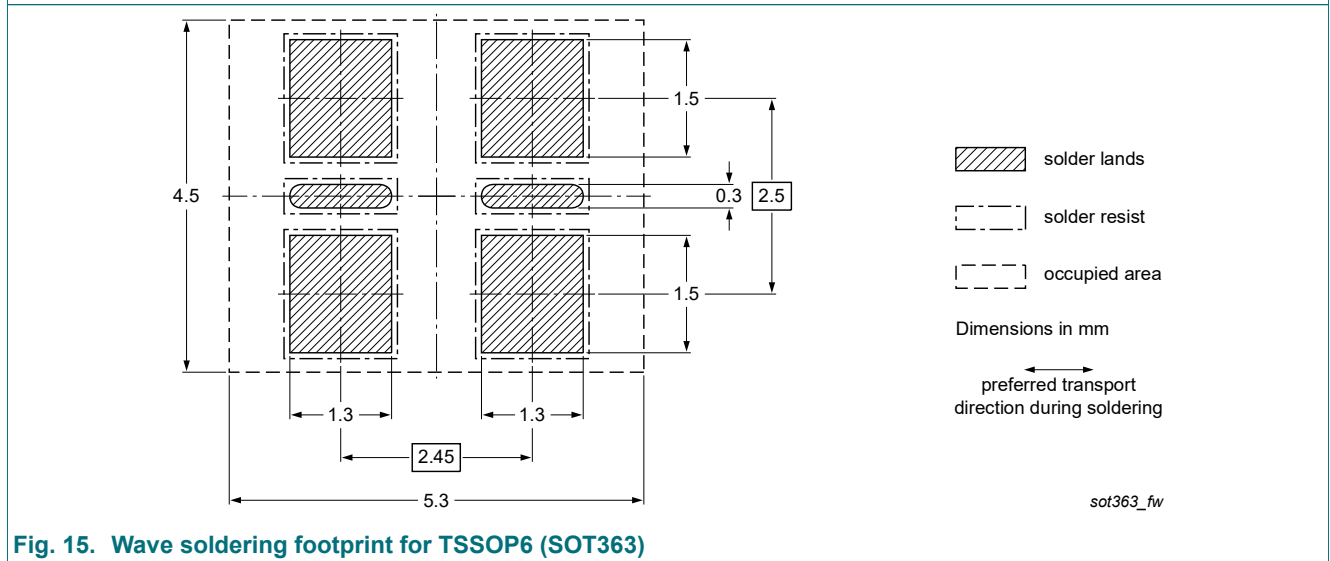 1.5
4.5
0.3 2.5
1.5
1.3 1.3
2.45
5.3
solder lands
solder resist
occupied area
Dimensions in mm
preferred transport
direction during soldering
sot363_fw
Fig. 15. Wave soldering footprint for TSSOP6 (SOT363)